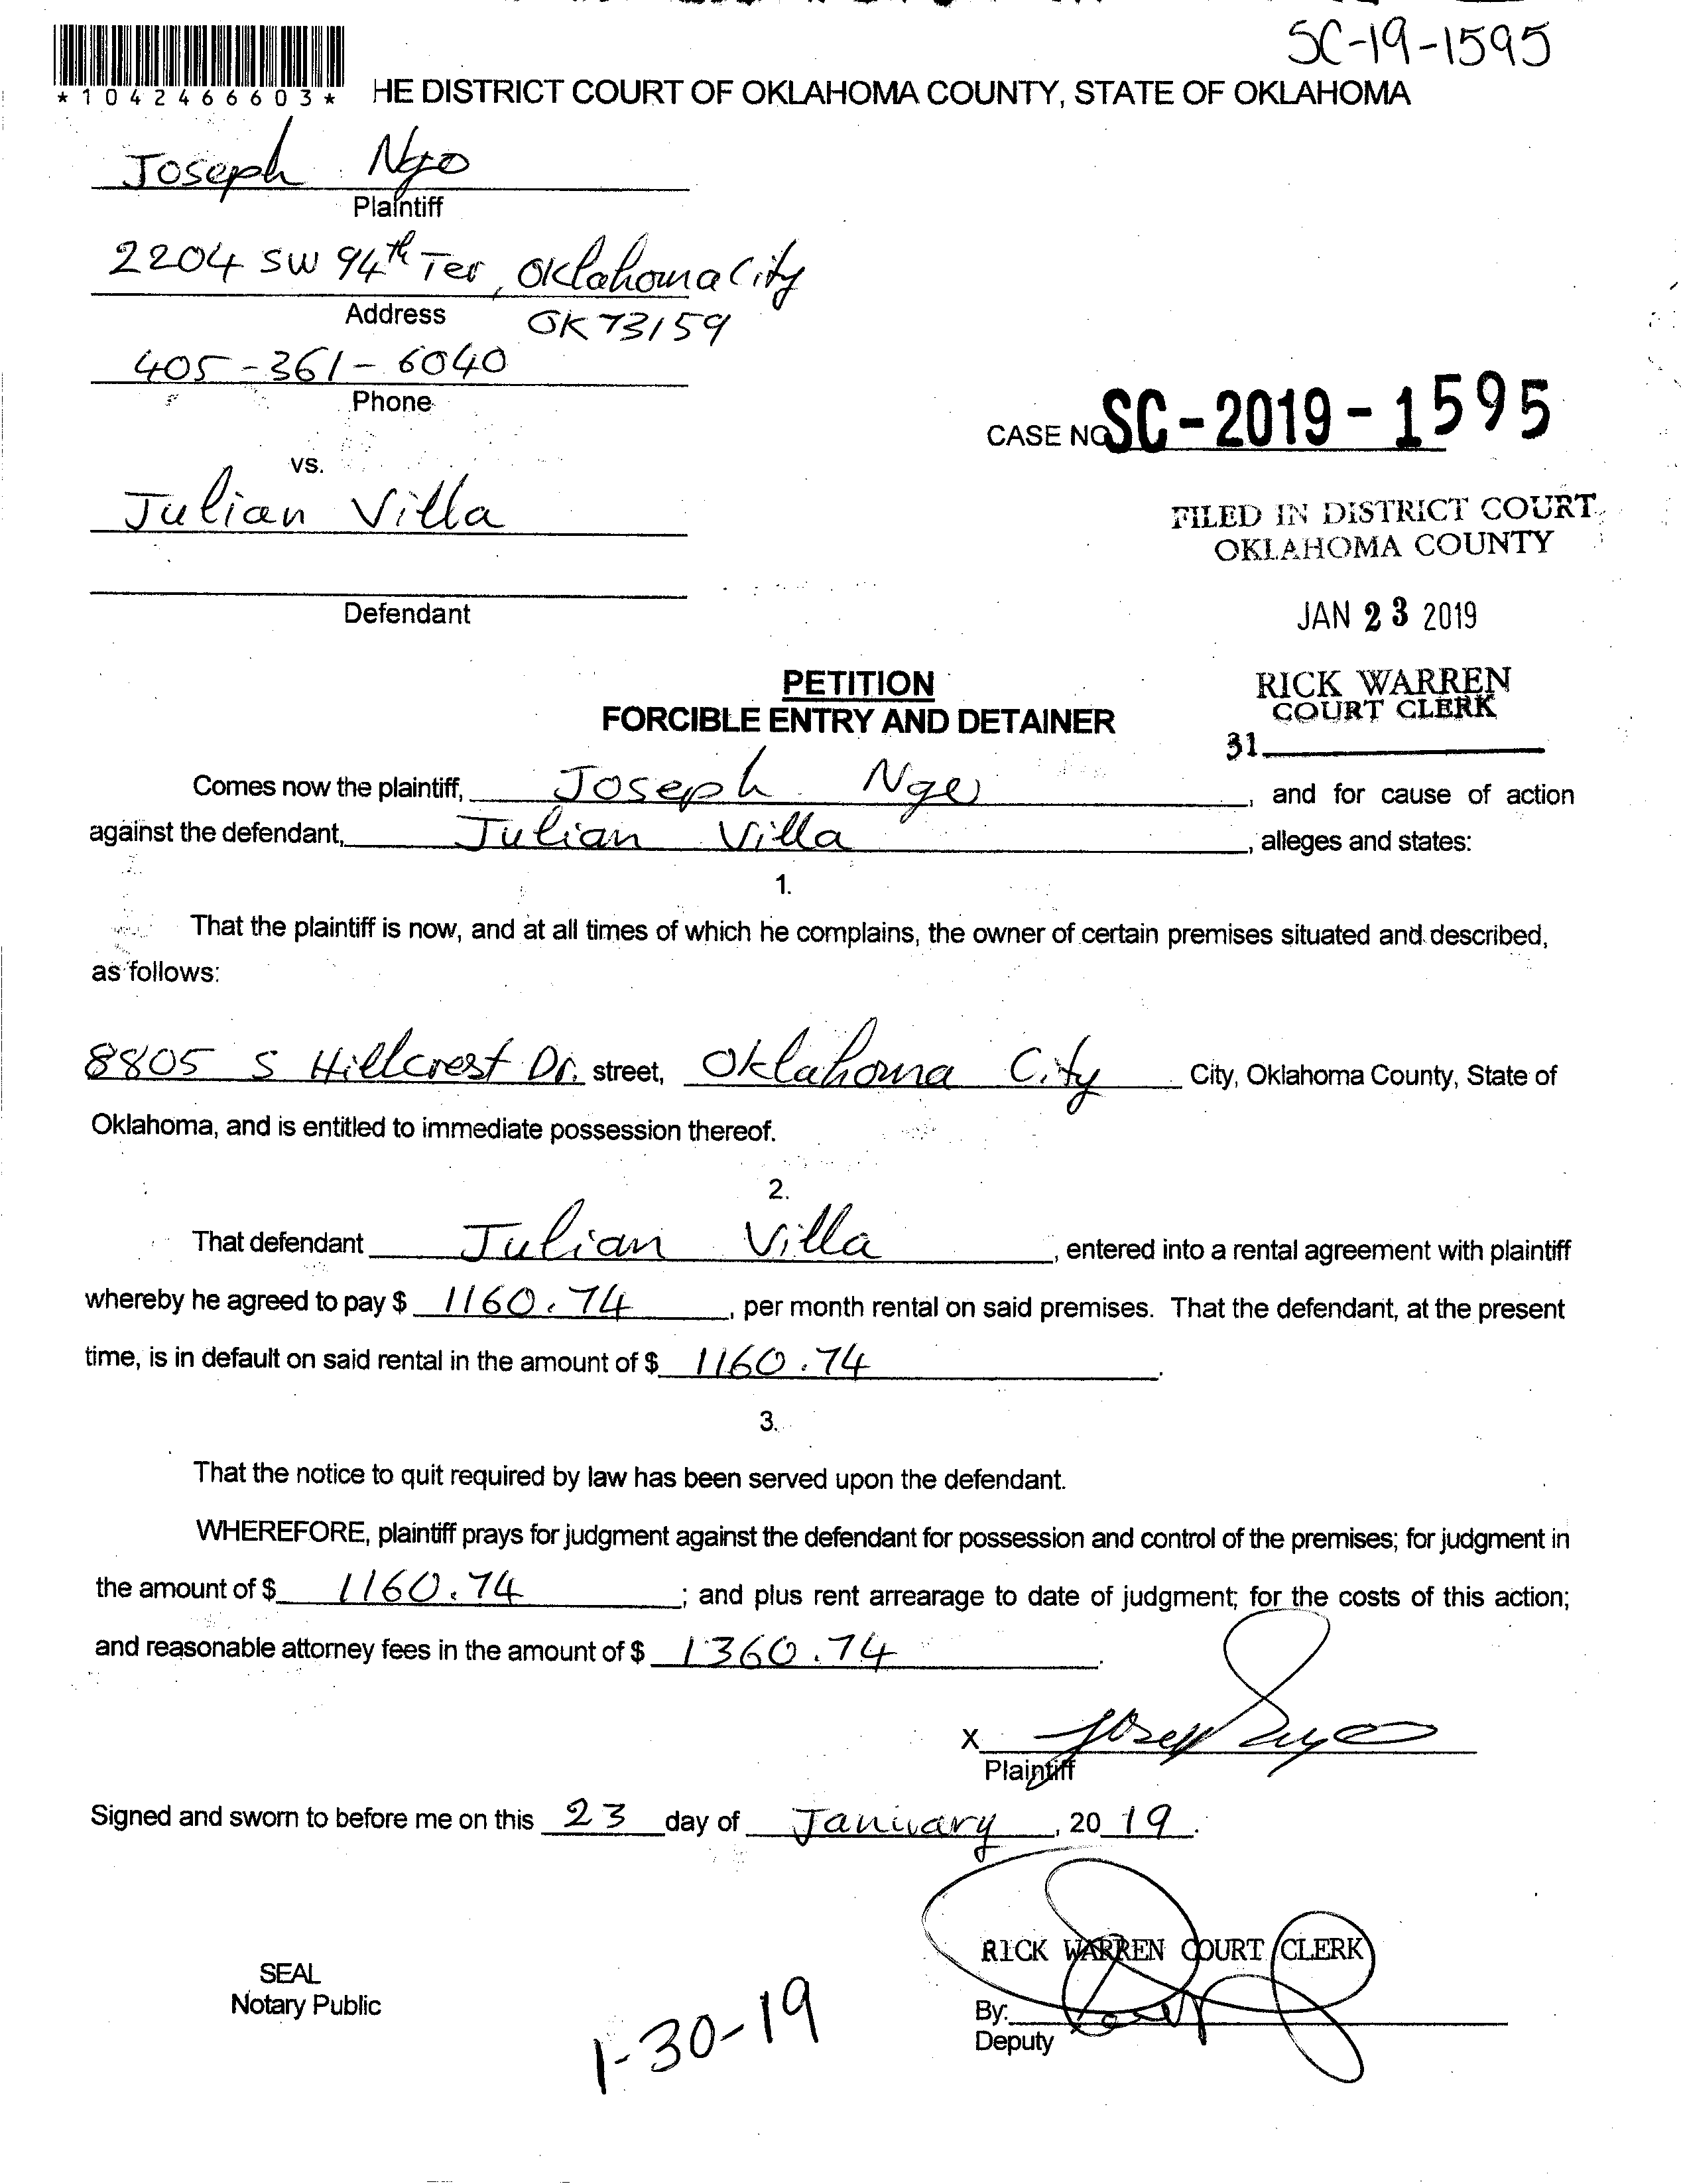 SC-19-1595
*1042466603*
HE DISTRICT COURT OF OKLAHOMA COUNTY, STATE OF OKLAHOMA
Joseph Ngo
Plaintiff
2204 SW 94th Ter, Oklahoma City
Address OK 73159
405-361-6040
Phone
CASE NO SC-2019-1595
vs.
Julian Villa
FILED IN DISTRICT COURT
OKLAHOMA COUNTY
Defendant
JAN 23 2019
PETITION
RICK WARREN
COURT CLERK
FORCIBLE ENTRY AND DETAINER
31
Comes now the plaintiff, Joseph Ngo, and for cause of action
against the defendant, Julian Villa, alleges and states:
1.
That the plaintiff is now, and at all times of which he complains, the owner of certain premises situated and described,
as follows:
8805 S Hillcrest Dr. street, Oklahoma City City, Oklahoma County, State of
Oklahoma, and is entitled to immediate possession thereof.
2.
That defendant Julian Villa, entered into a rental agreement with plaintiff
whereby he agreed to pay $ 1160.74, per month rental on said premises. That the defendant, at the present
time, is in default on said rental in the amount of $ 1160.74.
3.
That the notice to quit required by law has been served upon the defendant.
WHEREFORE, plaintiff prays for judgment against the defendant for possession and control of the premises; for judgment in
the amount of $ 1160.74; and plus rent arrearage to date of judgment; for the costs of this action;
and reasonable attorney fees in the amount of $ 1360.74.
X Joseph Ngo
Plaintiff
Signed and sworn to before me on this 23 day of January, 2019.
RICK WARREN COURT CLERK
SEAL
Notary Public
By:
Deputy
1-30-19